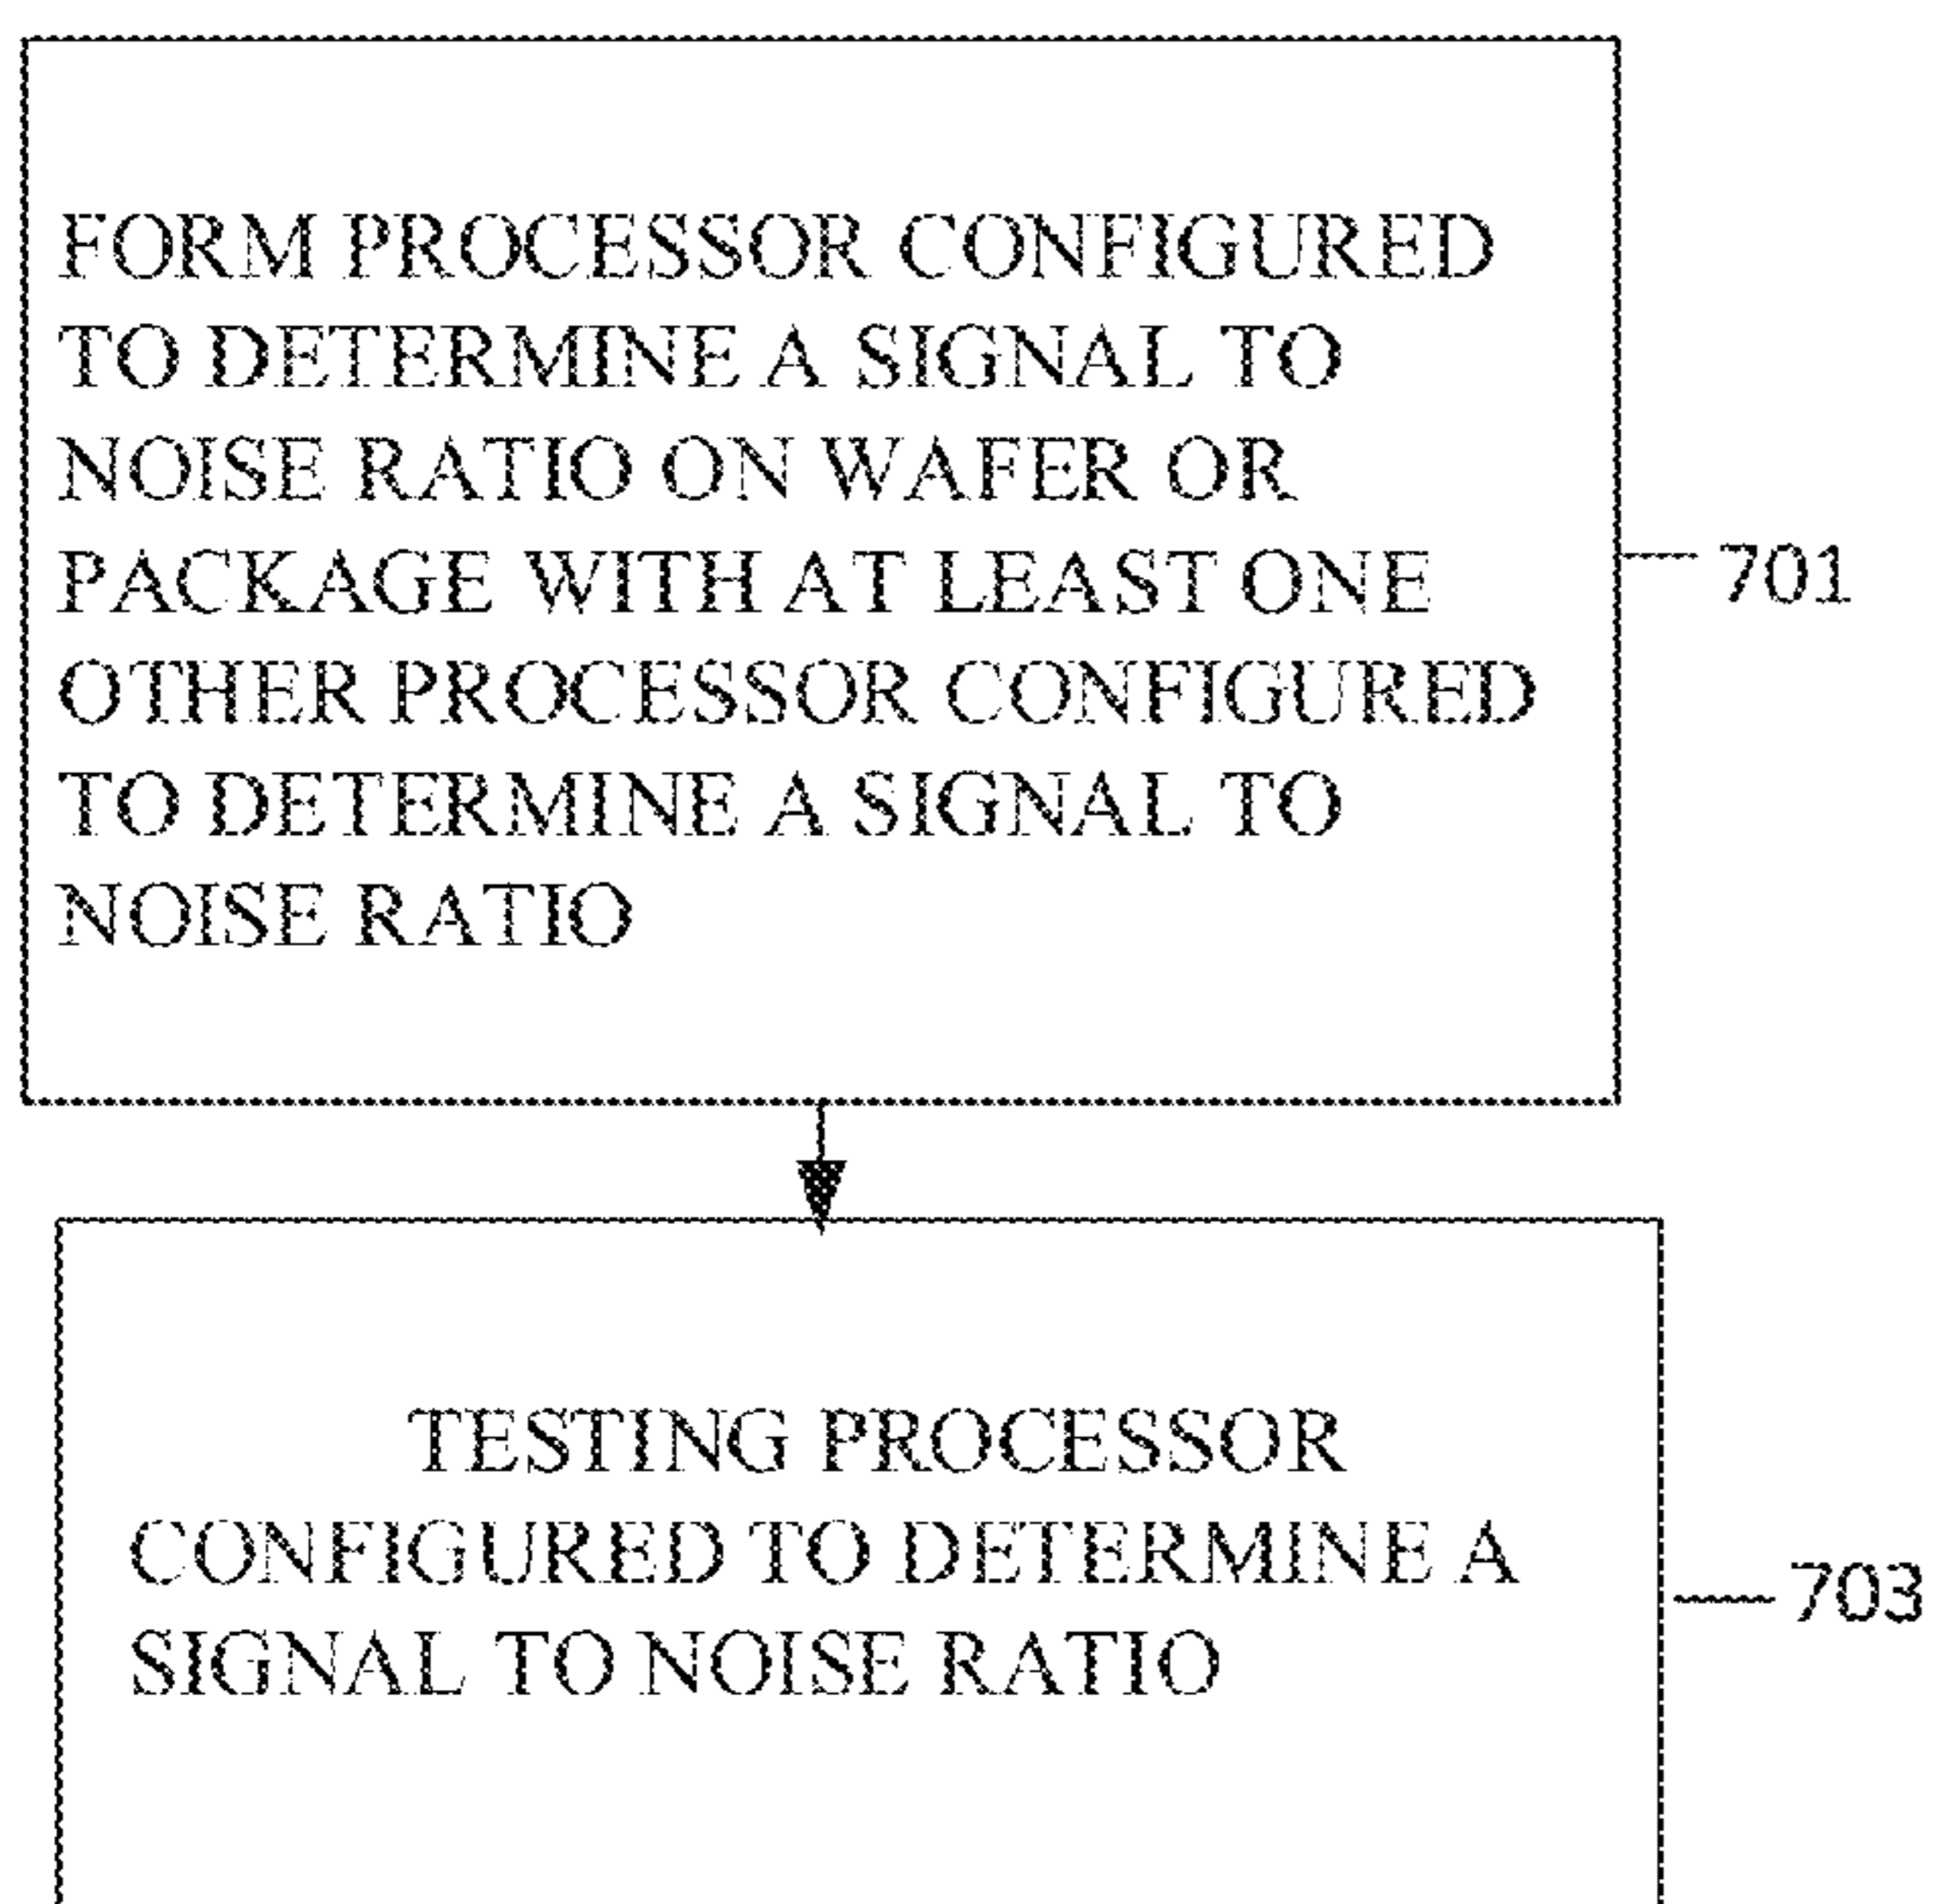 FORM PROCESSOR CONFIGURED
TO DETERMINE A SIGNAL TO
NOISE RATIO ON WAFER OR
PACKAGE WITH AT LEAST ONE
OTHER PROCESSOR CONFIGURED
TO DETERMINE A SIGNAL TO
NOISE RATIO
701
TESTING PROCESSOR
CONFIGURED TO DETERMINE A
SIGNAL TO NOISE RATIO
703